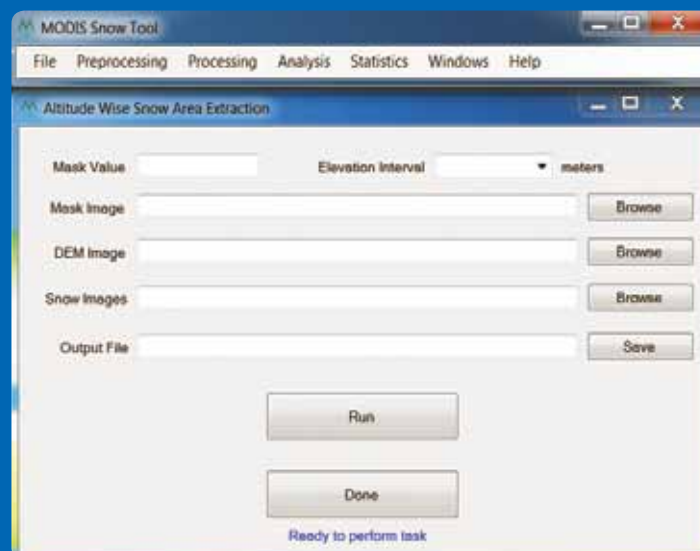 MODIS Snow Tool
File Preprocessing Processing Analysis Statistics Windows Help
Altitude Wise Snow Area Extraction
Mask Value Elevation Interval meters
Mask Image Browse
DEM Image Browse
Snow Images Browse
Output File Save
Run
Done
Ready to perform task